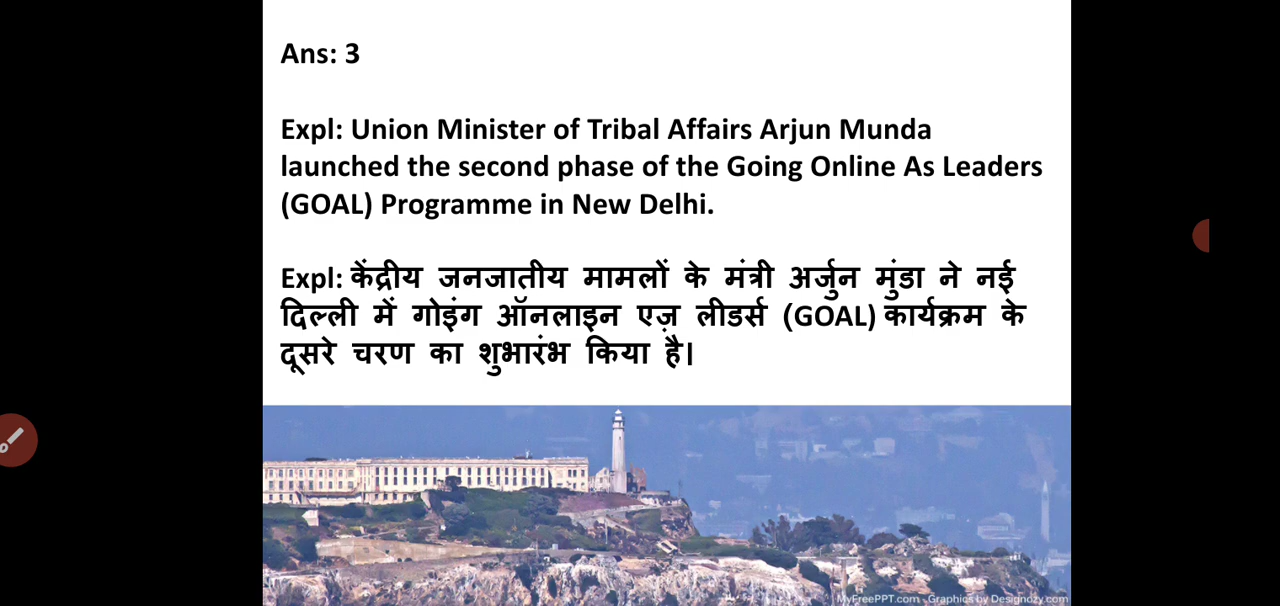 Ans: 3
Expl: Union Minister of Tribal Affairs Arjun Munda
launched the second phase of the Going Online As Leaders
(GOAL) Programme in New Delhi.
Expl: केंद्रीय जनजातीय मामलों के मंत्री अर्जुन मुंडा ने नई
दिल्ली में गोइंग ऑनलाइन एज़ लीडर्स (GOAL) कार्यक्रम के
दूसरे चरण का शुभारंभ किया है।
MyFreePPT.com - Graphics by Designozy.com